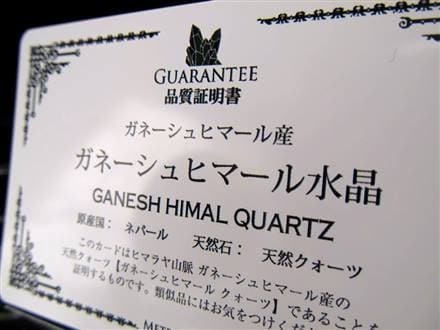 GUARANTEE
品質証明書
ガネーシュヒマール産
ガネーシュヒマール水晶
GANESH HIMAL QUARTZ
原産国： ネパール　天然石： 天然クォーツ
このカードはヒマラヤ山脈 ガネーシュヒマール産の
天然クォーツ【ガネーシュヒマール クォーツ】であることを
証明するものです。類似品にはお気をつけくだ